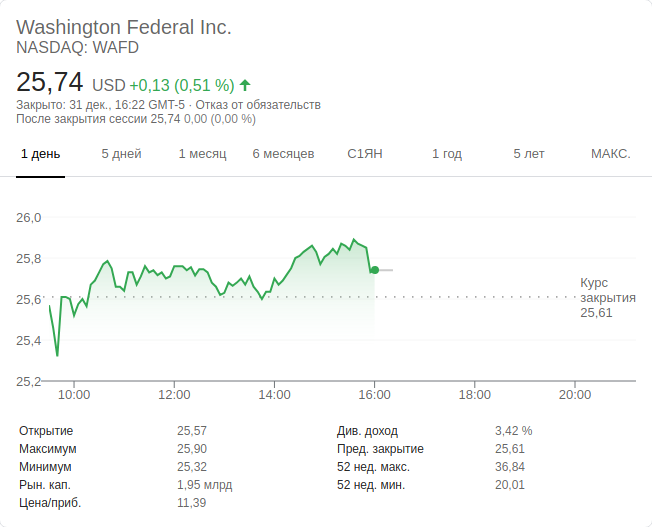 Washington Federal Inc.
NASDAQ: WAFD
25,74 USD +0,13 (0,51 %)
Закрыто: 31 дек., 16:22 GMT-5 · Отказ от обязательств
После закрытия сессии 25,74 0,00 (0,00 %)
1 день 5 дней 1 месяц 6 месяцев С1ЯН 1 год 5 лет МАКС.
26,0
25,8
25,6
25,4
25,2
Курс
закрытия
25,61
10:00 12:00 14:00 16:00 18:00 20:00
Открытие 25,57 Див. доход 3,42 %
Максимум 25,90 Пред. закрытие 25,61
Минимум 25,32 52 нед. макс. 36,84
Рын. кап. 1,95 млрд 52 нед. мин. 20,01
Цена/приб. 11,39